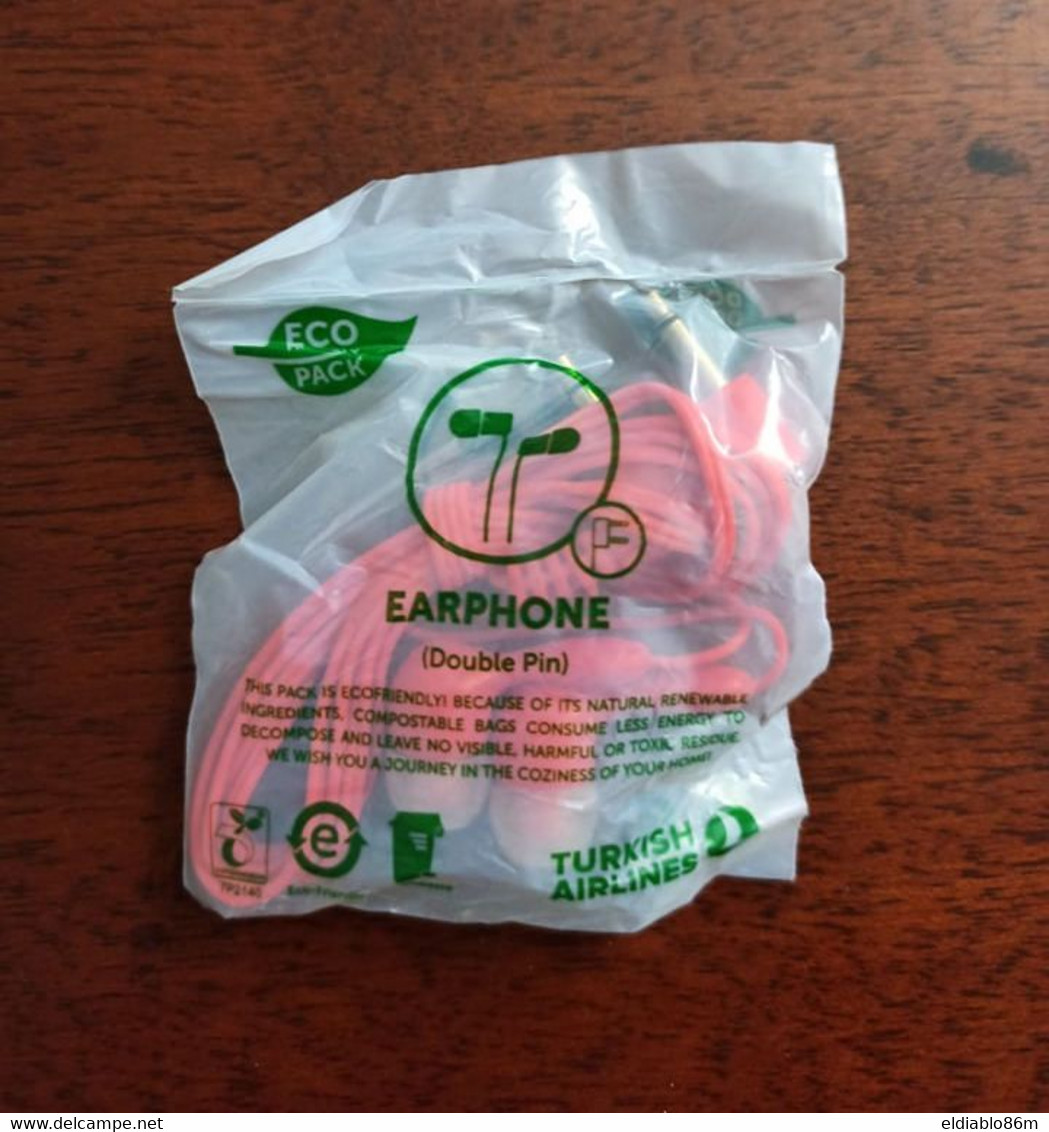 ECO
PACK
EARPHONE
(Double Pin)
THIS PACK IS ECOFRIENDLY! BECAUSE OF ITS NATURAL RENEWABLE
INGREDIENTS, COMPOSTABLE BAGS CONSUME LESS ENERGY TO
DECOMPOSE AND LEAVE NO VISIBLE, HARMFUL OR TOXIC RESIDUE.
WE WISH YOU A JOURNEY IN THE COZINESS OF YOUR HOME!
e
Eco-Friendly
TURKISH
AIRLINES
www.delcampe.net
eldiablo86m